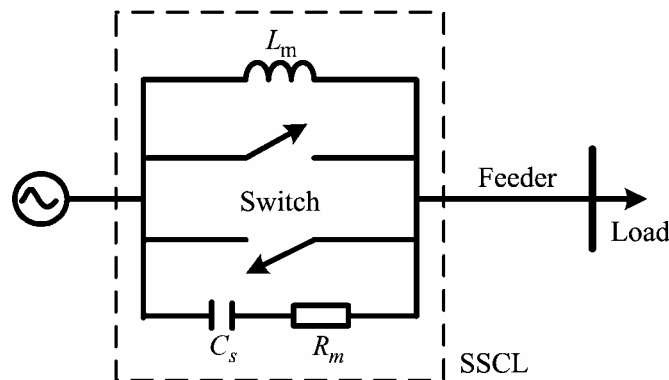 Lm
Switch
Feeder
Load
Cs
Rm
SSCL